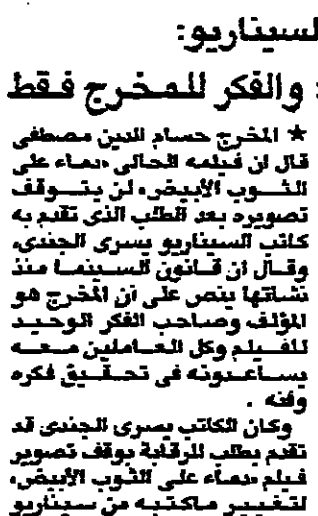 لسيناريو:
: والفكر للمخرج فقط
★ المخرج حسام الدين مصطفى
قال ان فيلمه الحالى «دماء على
الثوب الأبيض» لن يتوقف
تصويره بعد الطلب الذى تقدم به
كاتب السيناريو يسرى الجندى،
وقال ان قانون السينما منذ
نشاتها ينص على ان المخرج هو
المؤلف وصاحب الفكر الوحيد
للفيلم وكل العاملين معه
يساعدونه فى تحقيق فكره
وفنه .
وكان الكاتب يسرى الجندى قد
تقدم بطلب للرقابة بوقف تصوير
فيلم «دماء على الثوب الأبيض»
لتغيير ماكتبه من سيناريو